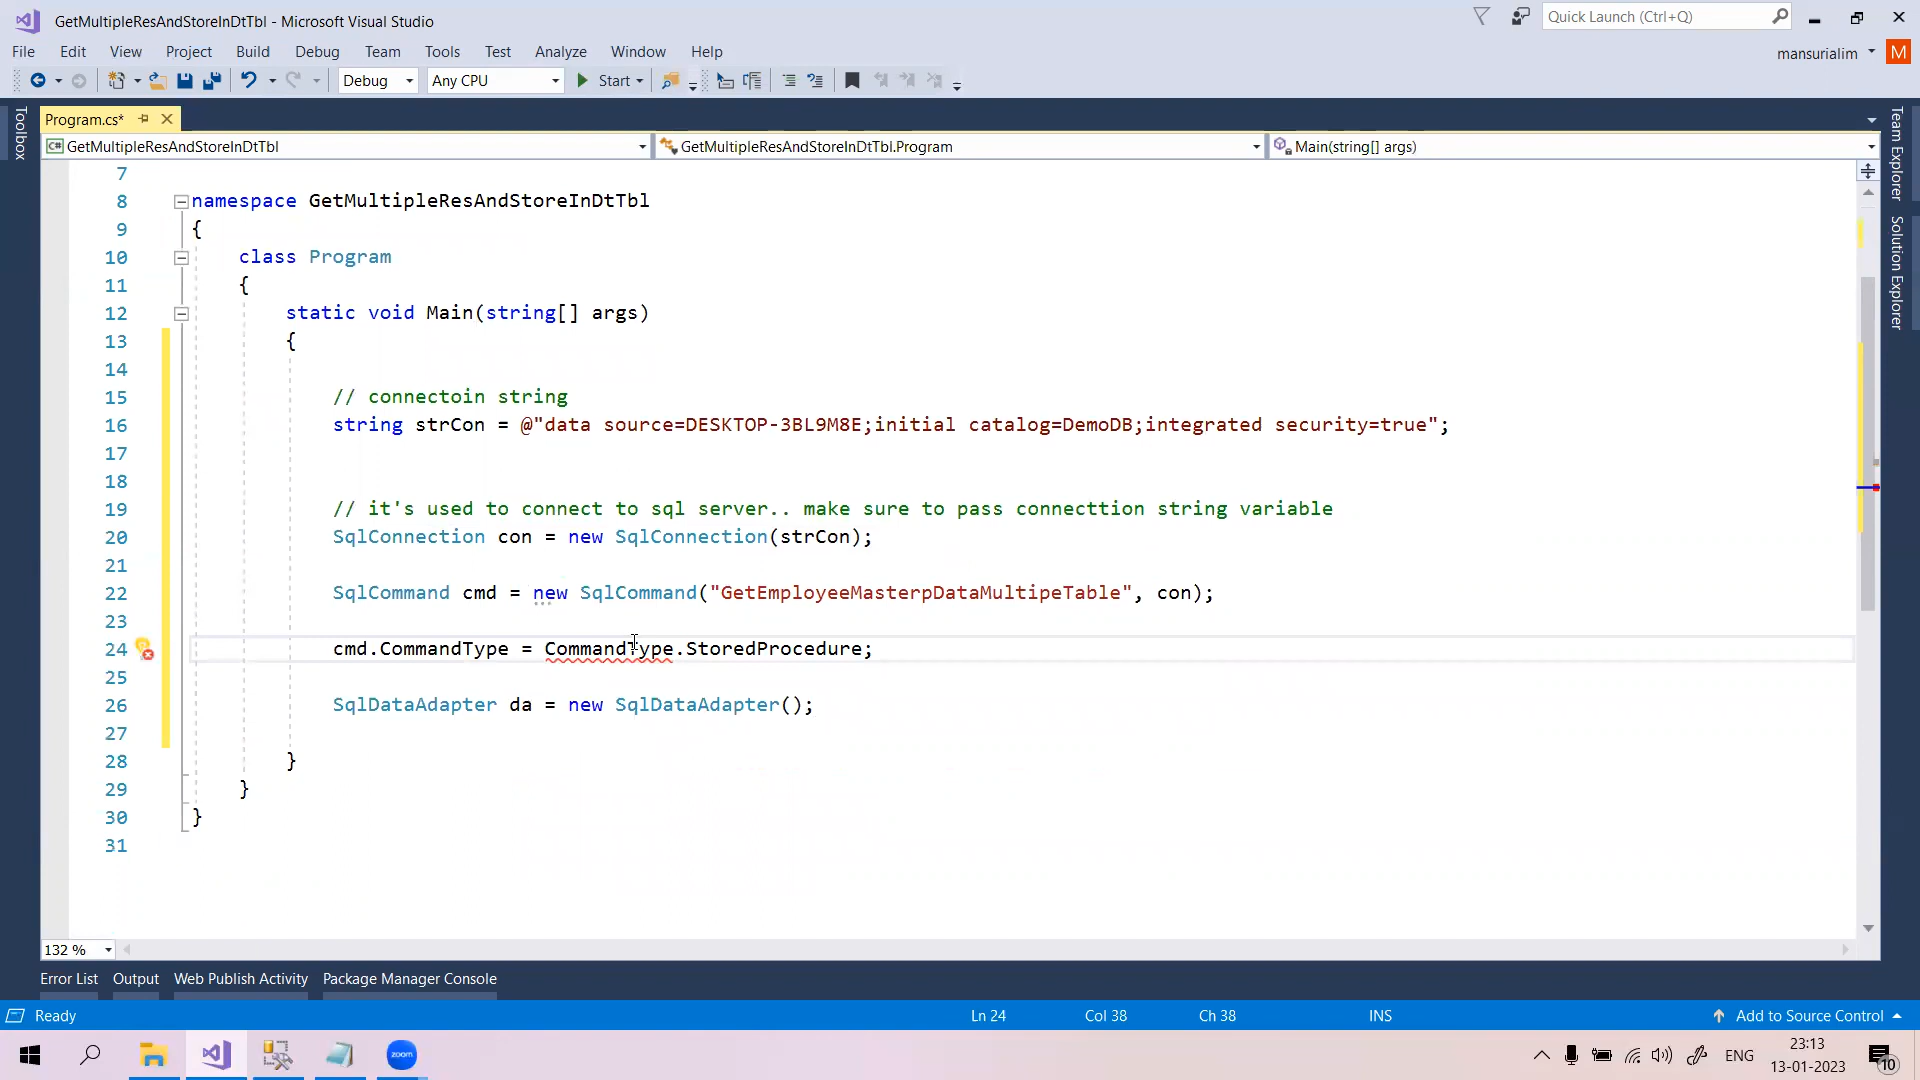 GetMultipleResAndStoreInDtTbl - Microsoft Visual Studio
Quick Launch (Ctrl+Q)
File Edit View Project Build Debug Team Tools Test Analyze Window Help
mansurialim M
Debug Any CPU Start
Toolbox
Program.cs*
Team Explorer
Solution Explorer
C# GetMultipleResAndStoreInDtTbl GetMultipleResAndStoreInDtTbl.Program Main(string[] args)
7
8 namespace GetMultipleResAndStoreInDtTbl
9 {
10 class Program
11 {
12 static void Main(string[] args)
13 {
14
15 // connectoin string
16 string strCon = @"data source=DESKTOP-3BL9M8E;initial catalog=DemoDB;integrated security=true";
17
18
19 // it's used to connect to sql server.. make sure to pass connecttion string variable
20 SqlConnection con = new SqlConnection(strCon);
21
22 SqlCommand cmd = new SqlCommand("GetEmployeeMasterpDataMultipeTable", con);
23
24 cmd.CommandType = CommandType.StoredProcedure;
25
26 SqlDataAdapter da = new SqlDataAdapter();
27
28 }
29 }
30 }
31
132 %
Error List Output Web Publish Activity Package Manager Console
Ready Ln 24 Col 38 Ch 38 INS Add to Source Control
zoom
ENG
23:13
13-01-2023
10